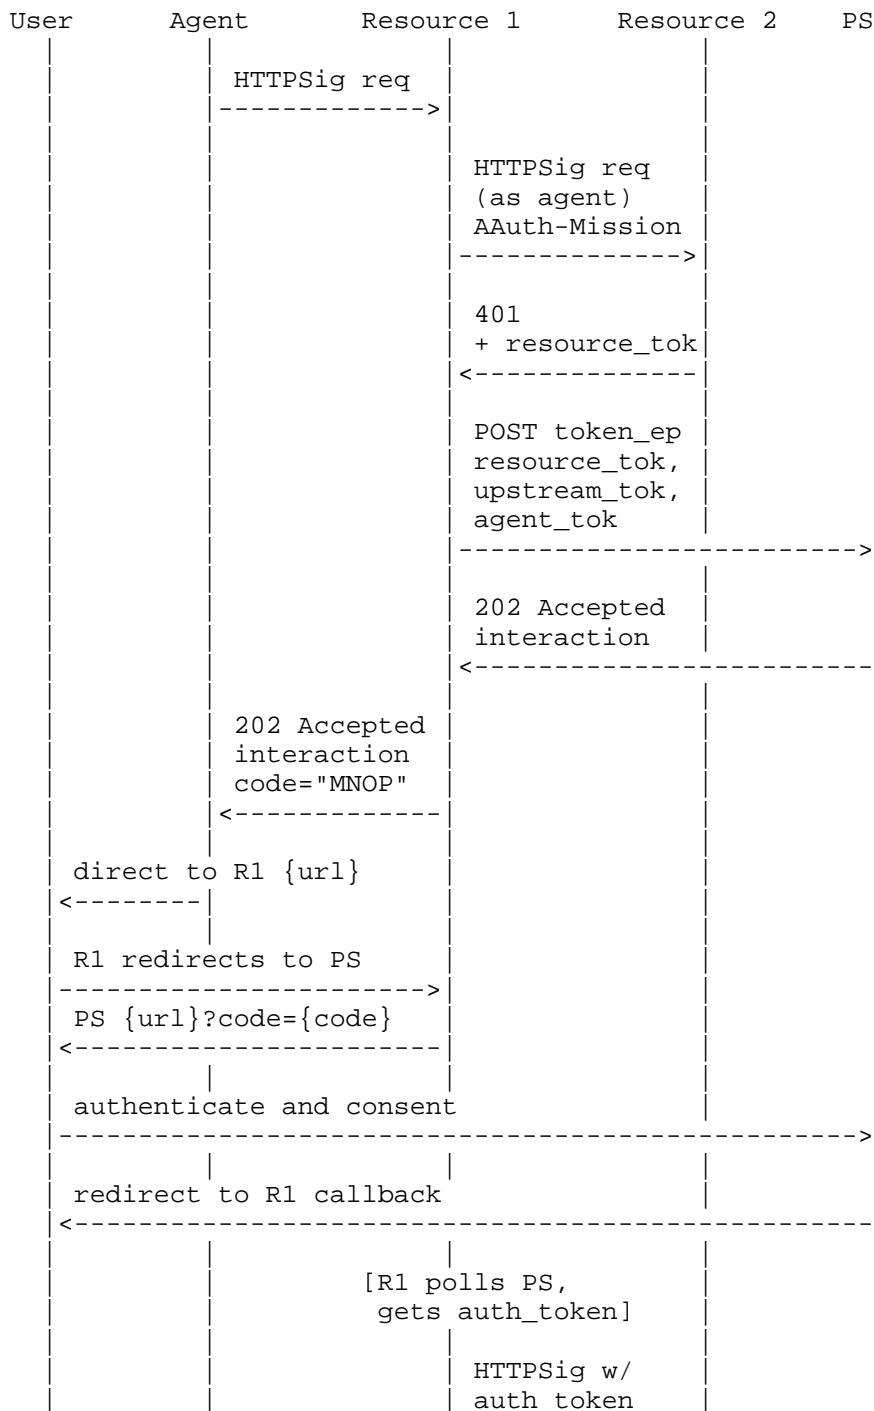 User Agent Resource 1 Resource 2 PS
HTTPSig req
HTTPSig req
(as agent)
AAuth-Mission
401
+ resource_tok
POST token_ep
resource_tok,
upstream_tok,
agent_tok
202 Accepted
interaction
202 Accepted
interaction
code="MNOP"
direct to R1 {url}
R1 redirects to PS
PS {url}?code={code}
authenticate and consent
redirect to R1 callback
[R1 polls PS,
gets auth_token]
HTTPSig w/
auth token